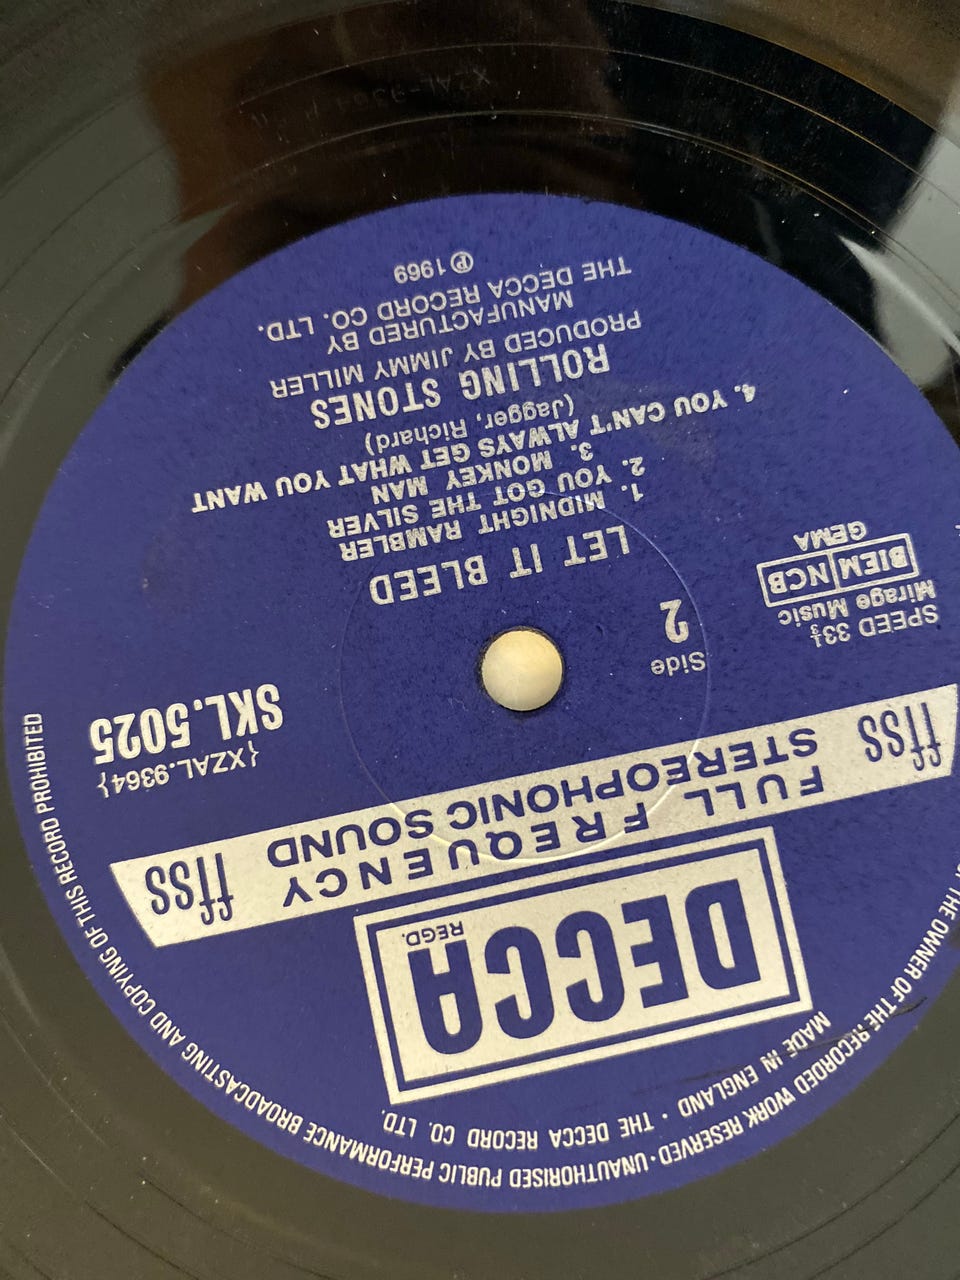 DECCA
REGD.
FULL FREQUENCY
STEREOPHONIC SOUND
ffss
ffss
SPEED 33⅓
Mirage Music
BIEM NCB
GEMA
Side
2
{XZAL.9364}
SKL.5025
LET IT BLEED
1. MIDNIGHT RAMBLER
2. YOU GOT THE SILVER
3. MONKEY MAN
4. YOU CAN'T ALWAYS GET WHAT YOU WANT
(Jagger, Richard)
ROLLING STONES
PRODUCED BY JIMMY MILLER
MANUFACTURED BY
THE DECCA RECORD CO. LTD.
℗ 1969
MADE IN ENGLAND · THE DECCA RECORD CO. LTD.
THE OWNER OF THE RECORDED WORK RESERVED · UNAUTHORISED PUBLIC PERFORMANCE BROADCASTING AND COPYING OF THIS RECORD PROHIBITED